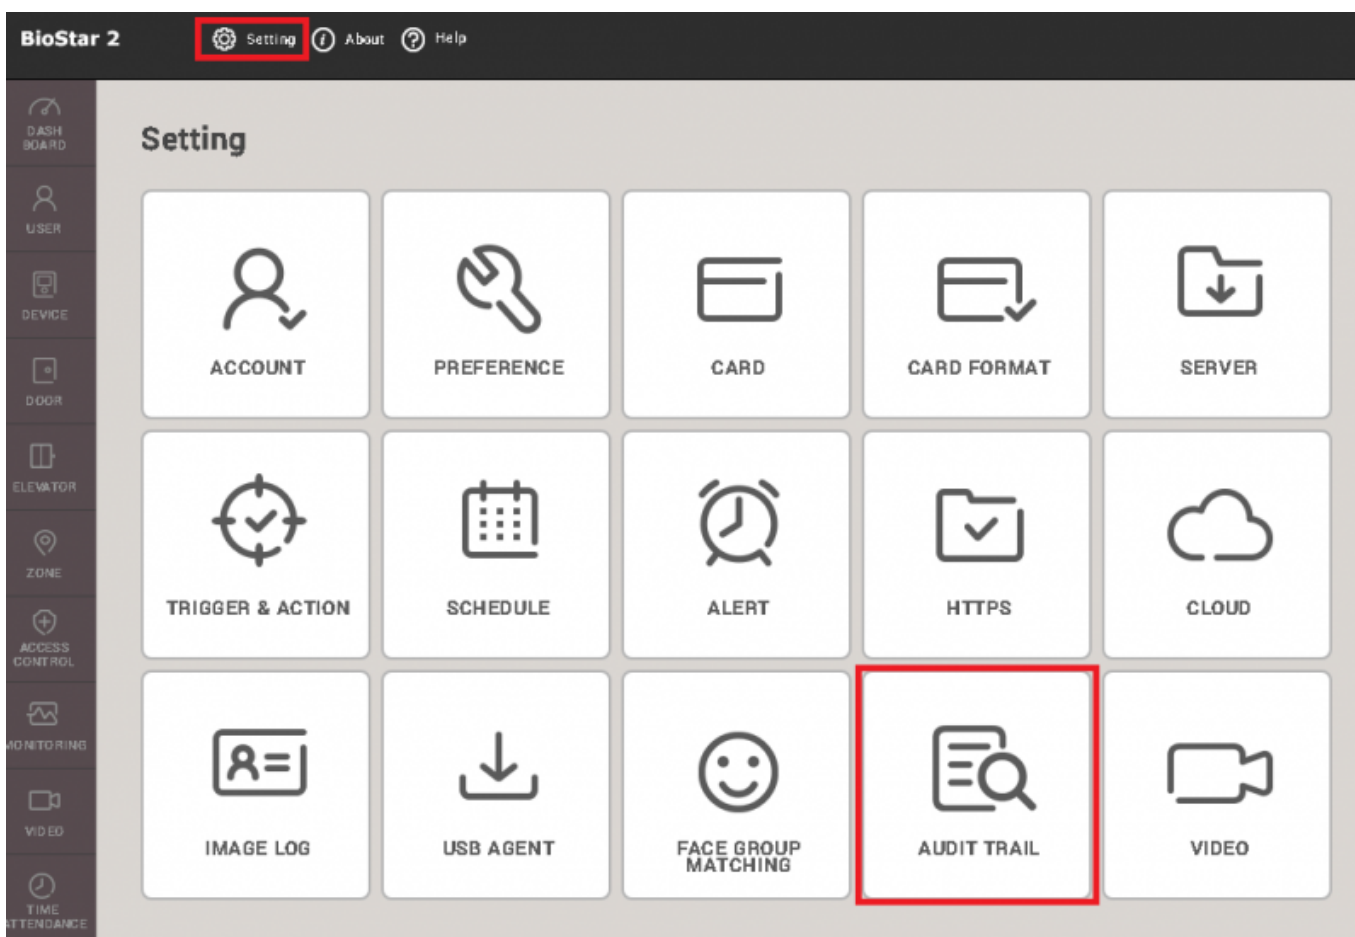 BioStar 2
Setting
About
Help
DASH
BOARD
USER
DEVICE
DOOR
ELEVATOR
ZONE
ACCESS
CONTROL
MONITORING
VIDEO
TIME
ATTENDANCE
Setting
ACCOUNT
PREFERENCE
CARD
CARD FORMAT
SERVER
TRIGGER & ACTION
SCHEDULE
ALERT
HTTPS
CLOUD
IMAGE LOG
USB AGENT
FACE GROUP
MATCHING
AUDIT TRAIL
VIDEO